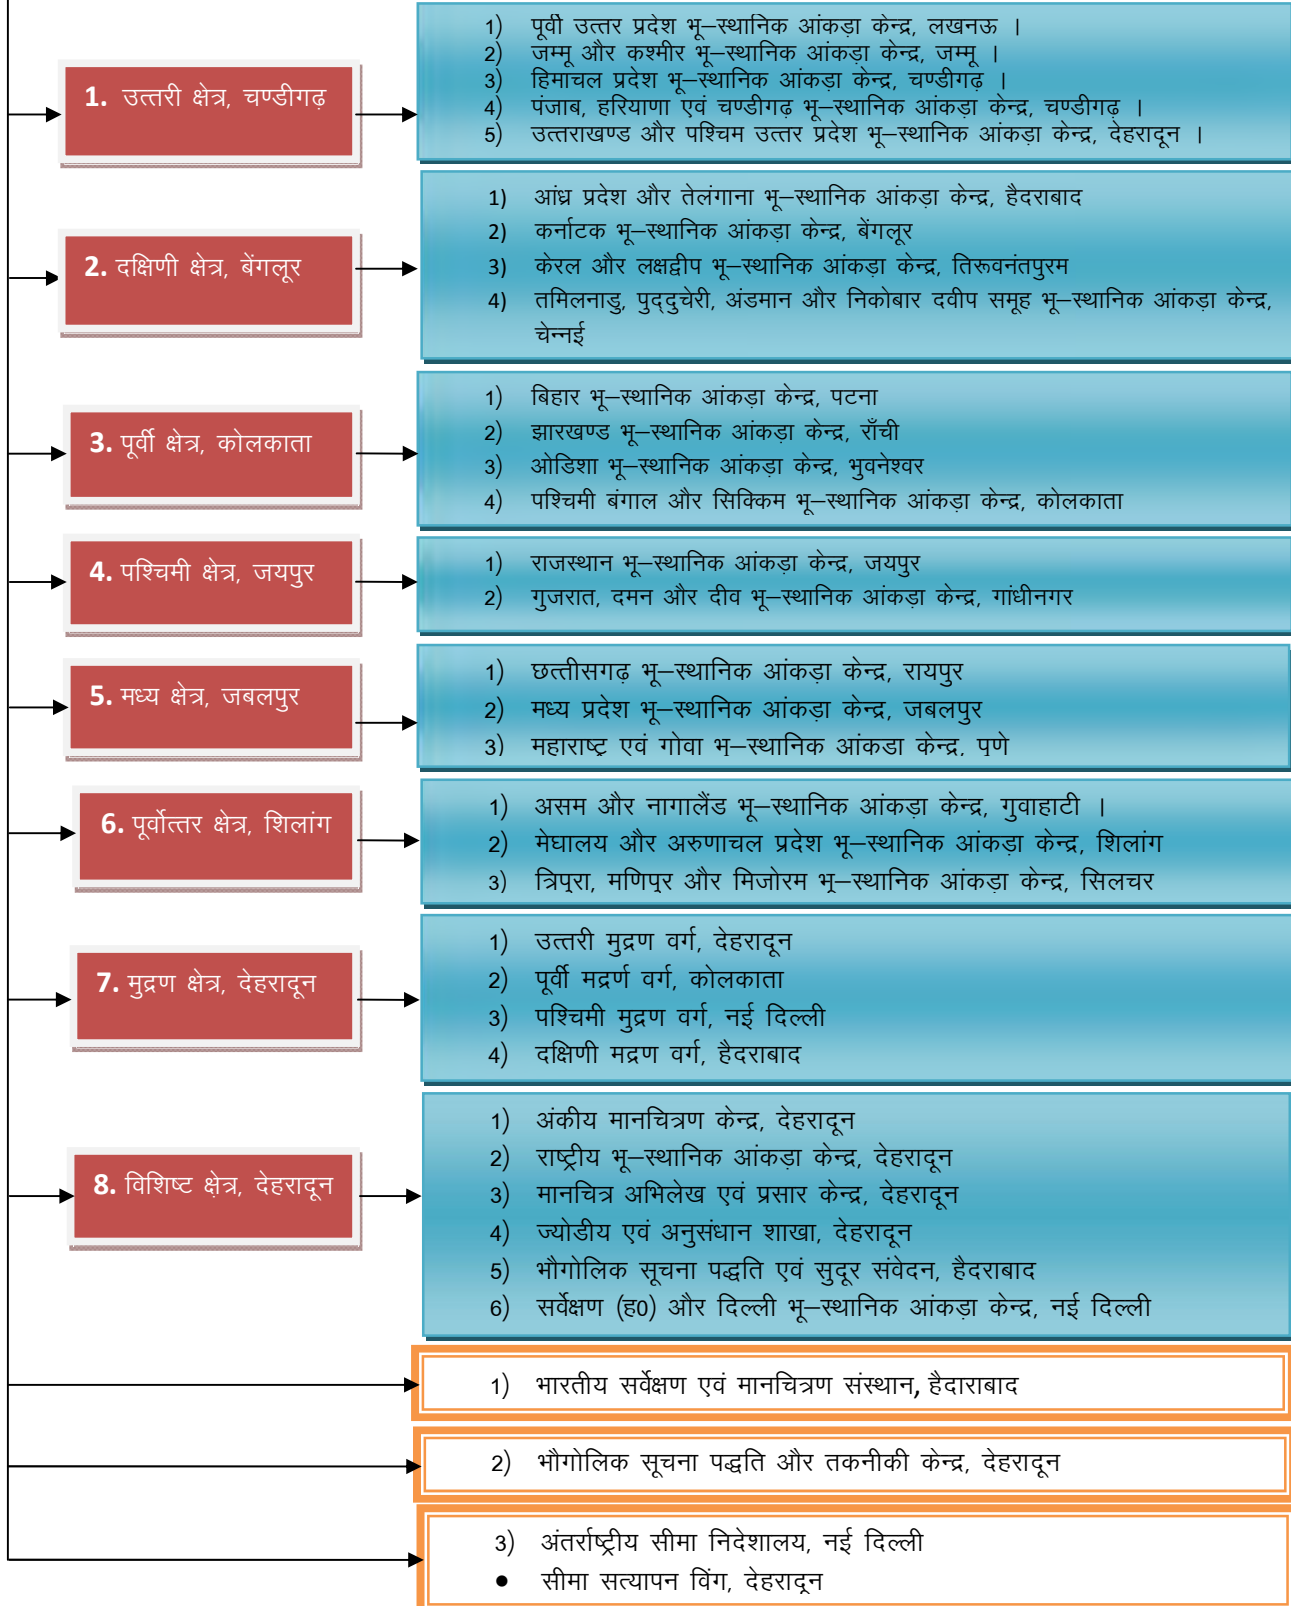 1. उत्तरी क्षेत्र, चण्डीगढ़
1) पूर्वी उत्तर प्रदेश भू–स्थानिक आंकड़ा केन्द्र, लखनऊ ।
2) जम्मू और कश्मीर भू–स्थानिक आंकड़ा केन्द्र, जम्मू ।
3) हिमाचल प्रदेश भू–स्थानिक आंकड़ा केन्द्र, चण्डीगढ़ ।
4) पंजाब, हरियाणा एवं चण्डीगढ़ भू–स्थानिक आंकड़ा केन्द्र, चण्डीगढ़ ।
5) उत्तराखण्ड और पश्चिम उत्तर प्रदेश भू–स्थानिक आंकड़ा केन्द्र, देहरादून ।
2. दक्षिणी क्षेत्र, बेंगलूर
1) आंध्र प्रदेश और तेलंगाना भू–स्थानिक आंकड़ा केन्द्र, हैदराबाद
2) कर्नाटक भू–स्थानिक आंकड़ा केन्द्र, बेंगलूर
3) केरल और लक्षद्वीप भू–स्थानिक आंकड़ा केन्द्र, तिरूवनंतपुरम
4) तमिलनाडु, पुद्दुचेरी, अंडमान और निकोबार दवीप समूह भू–स्थानिक आंकड़ा केन्द्र,
चेन्नई
3. पूर्वी क्षेत्र, कोलकाता
1) बिहार भू–स्थानिक आंकड़ा केन्द्र, पटना
2) झारखण्ड भू–स्थानिक आंकड़ा केन्द्र, राँची
3) ओडिशा भू–स्थानिक आंकड़ा केन्द्र, भुवनेश्वर
4) पश्चिमी बंगाल और सिक्किम भू–स्थानिक आंकड़ा केन्द्र, कोलकाता
4. पश्चिमी क्षेत्र, जयपुर
1) राजस्थान भू–स्थानिक आंकड़ा केन्द्र, जयपुर
2) गुजरात, दमन और दीव भू–स्थानिक आंकड़ा केन्द्र, गांधीनगर
5. मध्य क्षेत्र, जबलपुर
1) छत्तीसगढ़ भू–स्थानिक आंकड़ा केन्द्र, रायपुर
2) मध्य प्रदेश भू–स्थानिक आंकड़ा केन्द्र, जबलपुर
3) महाराष्ट्र एवं गोवा भू–स्थानिक आंकडा केन्द्र, पुणे
6. पूर्वोत्तर क्षेत्र, शिलांग
1) असम और नागालैंड भू–स्थानिक आंकड़ा केन्द्र, गुवाहाटी ।
2) मेघालय और अरुणाचल प्रदेश भू–स्थानिक आंकड़ा केन्द्र, शिलांग
3) त्रिपुरा, मणिपुर और मिजोरम भू–स्थानिक आंकड़ा केन्द्र, सिलचर
7. मुद्रण क्षेत्र, देहरादून
1) उत्तरी मुद्रण वर्ग, देहरादून
2) पूर्वी मद्रर्ण वर्ग, कोलकाता
3) पश्चिमी मुद्रण वर्ग, नई दिल्ली
4) दक्षिणी मद्रण वर्ग, हैदराबाद
8. विशिष्ट क्षे़त्र, देहरादून
1) अंकीय मानचित्रण केन्द्र, देहरादून
2) राष्ट्रीय भू–स्थानिक आंकड़ा केन्द्र, देहरादून
3) मानचित्र अभिलेख एवं प्रसार केन्द्र, देहरादून
4) ज्योडीय एवं अनुसंधान शाखा, देहरादून
5) भौगोलिक सूचना पद्धति एवं सुदूर संवेदन, हैदराबाद
6) सर्वेक्षण (ह0) और दिल्ली भू–स्थानिक आंकड़ा केन्द्र, नई दिल्ली
1) भारतीय सर्वेक्षण एवं मानचित्रण संस्थान, हैदाराबाद
2) भौगोलिक सूचना पद्धति और तकनीकी केन्द्र, देहरादून
3) अंतर्राष्ट्रीय सीमा निदेशालय, नई दिल्ली
● सीमा सत्यापन विंग, देहरादून